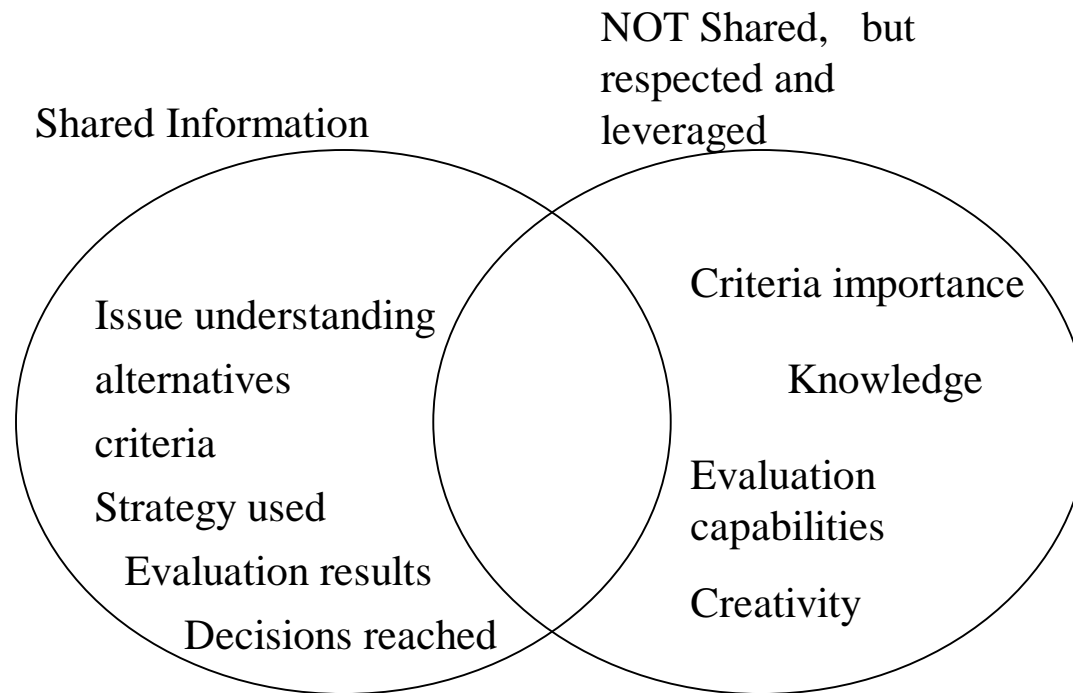 NOT Shared, but
respected and
leveraged
Shared Information
Issue understanding
alternatives
criteria
Strategy used
Evaluation results
Decisions reached
Criteria importance
Knowledge
Evaluation
capabilities
Creativity